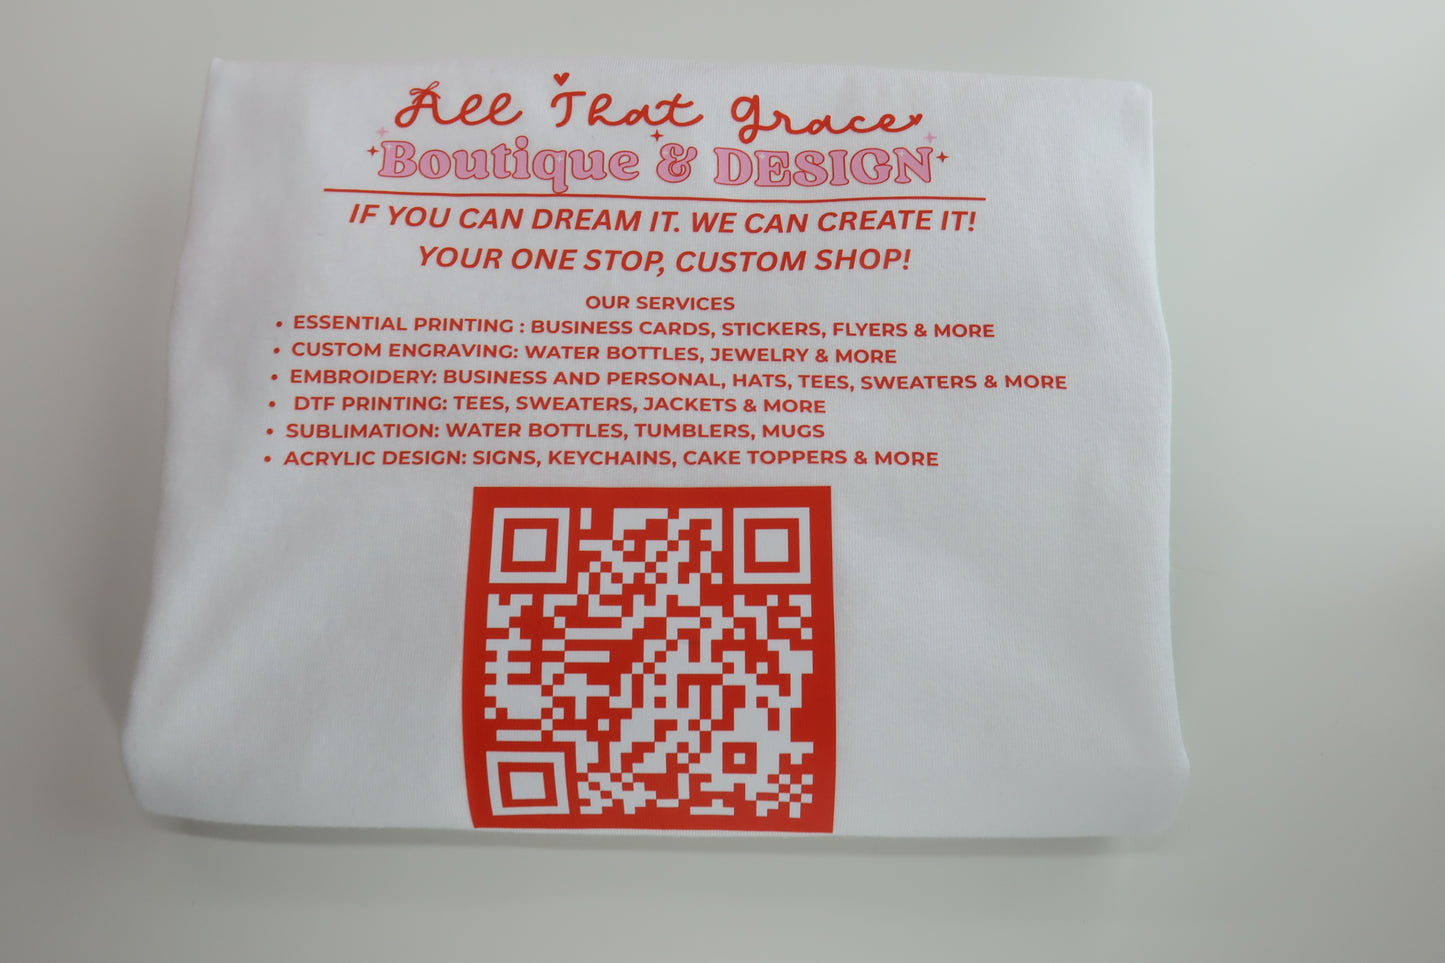 All That Grace
Boutique & DESIGN
IF YOU CAN DREAM IT. WE CAN CREATE IT!
YOUR ONE STOP, CUSTOM SHOP!
OUR SERVICES
• ESSENTIAL PRINTING : BUSINESS CARDS, STICKERS, FLYERS & MORE
• CUSTOM ENGRAVING: WATER BOTTLES, JEWELRY & MORE
• EMBROIDERY: BUSINESS AND PERSONAL, HATS, TEES, SWEATERS & MORE
• DTF PRINTING: TEES, SWEATERS, JACKETS & MORE
• SUBLIMATION: WATER BOTTLES, TUMBLERS, MUGS
• ACRYLIC DESIGN: SIGNS, KEYCHAINS, CAKE TOPPERS & MORE